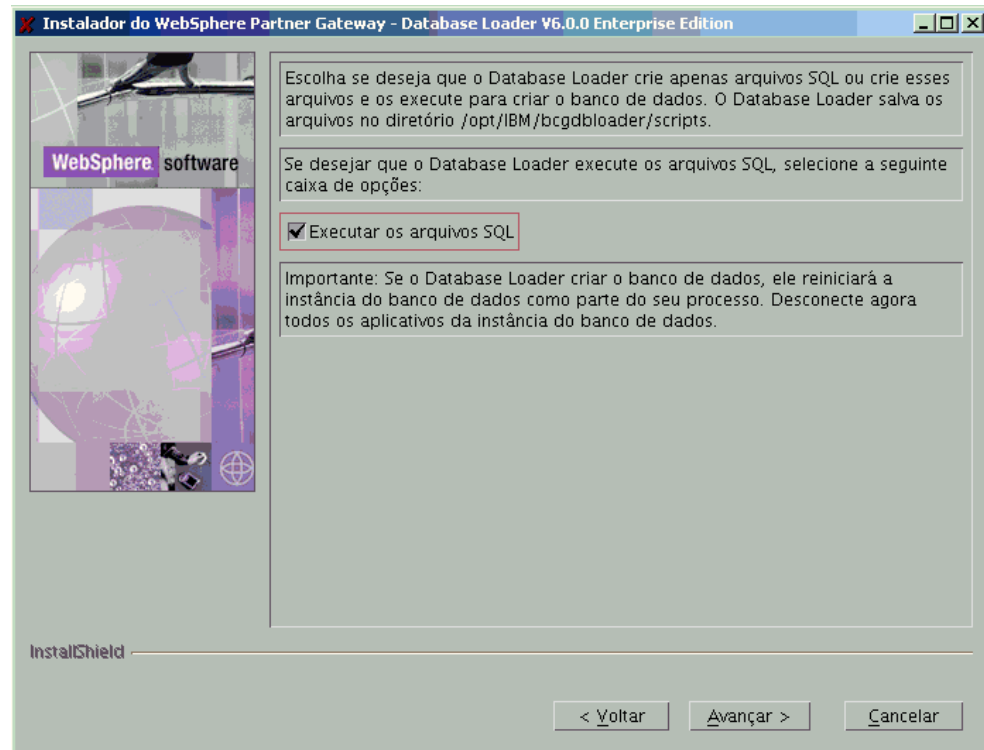 Instalador do WebSphere Partner Gateway - Database Loader V6.0.0 Enterprise Edition
WebSphere. software
Escolha se deseja que o Database Loader crie apenas arquivos SQL ou crie esses
arquivos e os execute para criar o banco de dados. O Database Loader salva os
arquivos no diretório /opt/IBM/bcgdbloader/scripts.
Se desejar que o Database Loader execute os arquivos SQL, selecione a seguinte
caixa de opções:
Executar os arquivos SQL
Importante: Se o Database Loader criar o banco de dados, ele reiniciará a
instância do banco de dados como parte do seu processo. Desconecte agora
todos os aplicativos da instância do banco de dados.
InstallShield
< Voltar
Avançar >
Cancelar